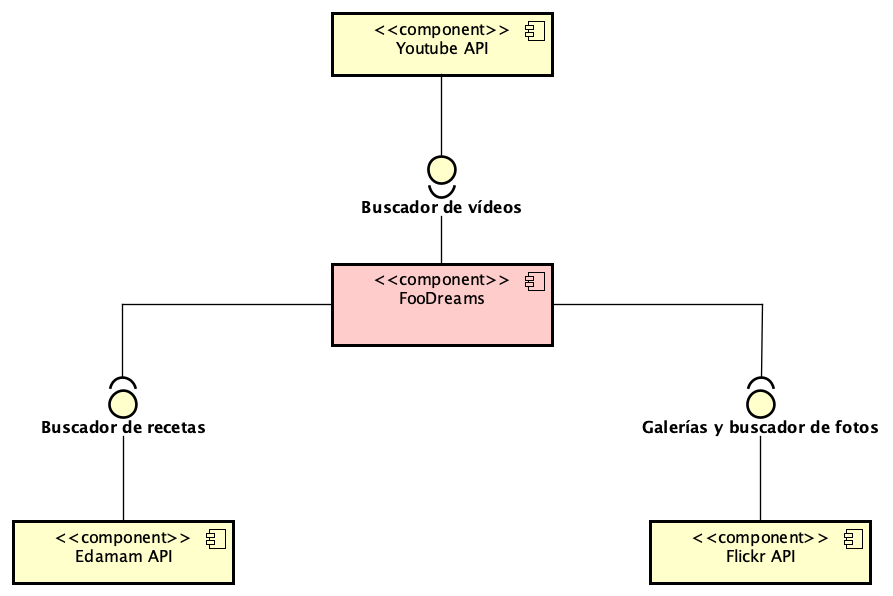 <<component>>
Youtube API
Buscador de vídeos
<<component>>
FooDreams
Buscador de recetas
Galerías y buscador de fotos
<<component>>
Edamam API
<<component>>
Flickr API